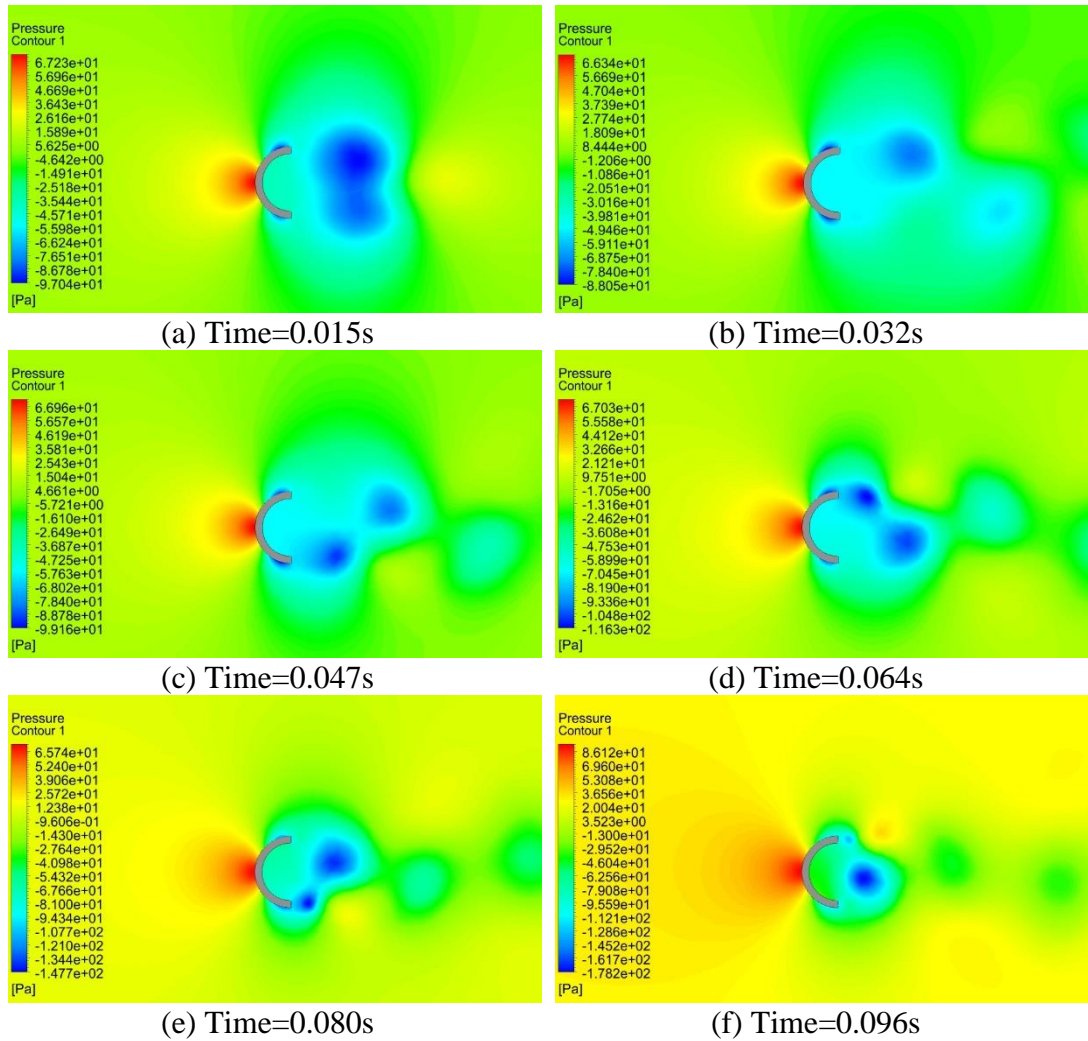 Pressure
Contour 1
6.723e+01
5.696e+01
4.669e+01
3.643e+01
2.616e+01
1.589e+01
5.625e+00
-4.642e+00
-1.491e+01
-2.518e+01
-3.544e+01
-4.571e+01
-5.598e+01
-6.624e+01
-7.651e+01
-8.678e+01
-9.704e+01
[Pa]
(a) Time=0.015s
Pressure
Contour 1
6.634e+01
5.669e+01
4.704e+01
3.739e+01
2.774e+01
1.809e+01
8.444e+00
-1.206e+00
-1.086e+01
-2.051e+01
-3.016e+01
-3.981e+01
-4.946e+01
-5.911e+01
-6.875e+01
-7.840e+01
-8.805e+01
[Pa]
(b) Time=0.032s
Pressure
Contour 1
6.696e+01
5.657e+01
4.619e+01
3.581e+01
2.543e+01
1.504e+01
4.661e+00
-5.721e+00
-1.610e+01
-2.649e+01
-3.687e+01
-4.725e+01
-5.763e+01
-6.802e+01
-7.840e+01
-8.878e+01
-9.916e+01
[Pa]
(c) Time=0.047s
Pressure
Contour 1
6.703e+01
5.558e+01
4.412e+01
3.266e+01
2.121e+01
9.751e+00
-1.705e+00
-1.316e+01
-2.462e+01
-3.608e+01
-4.753e+01
-5.899e+01
-7.045e+01
-8.190e+01
-9.336e+01
-1.048e+02
-1.163e+02
[Pa]
(d) Time=0.064s
Pressure
Contour 1
6.574e+01
5.240e+01
3.906e+01
2.572e+01
1.238e+01
-9.606e-01
-1.430e+01
-2.764e+01
-4.098e+01
-5.432e+01
-6.766e+01
-8.100e+01
-9.434e+01
-1.077e+02
-1.210e+02
-1.344e+02
-1.477e+02
[Pa]
(e) Time=0.080s
Pressure
Contour 1
8.612e+01
6.960e+01
5.308e+01
3.656e+01
2.004e+01
3.523e+00
-1.300e+01
-2.952e+01
-4.604e+01
-6.256e+01
-7.908e+01
-9.559e+01
-1.121e+02
-1.286e+02
-1.452e+02
-1.617e+02
-1.782e+02
[Pa]
(f) Time=0.096s